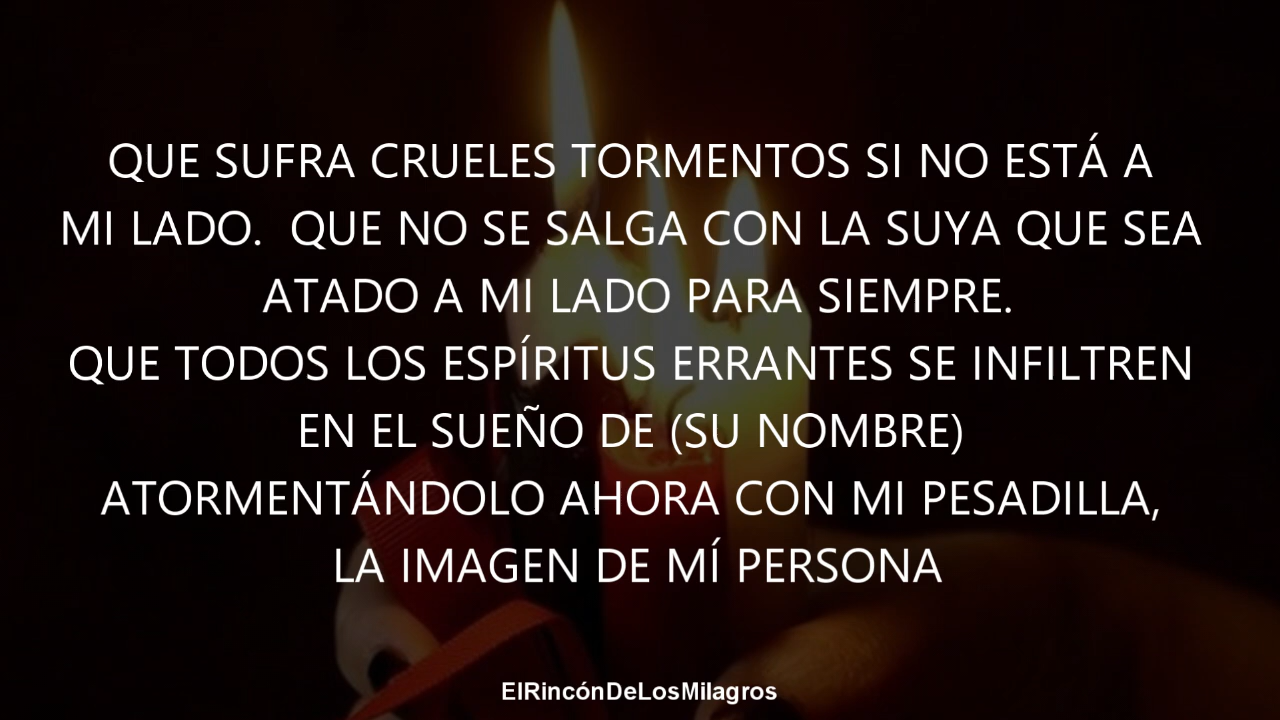 QUE SUFRA CRUELES TORMENTOS SI NO ESTÁ A
MI LADO.  QUE NO SE SALGA CON LA SUYA QUE SEA
ATADO A MI LADO PARA SIEMPRE.
QUE TODOS LOS ESPÍRITUS ERRANTES SE INFILTREN
EN EL SUEÑO DE (SU NOMBRE)
ATORMENTÁNDOLO AHORA CON MI PESADILLA,
LA IMAGEN DE MÍ PERSONA
ElRincónDeLosMilagros